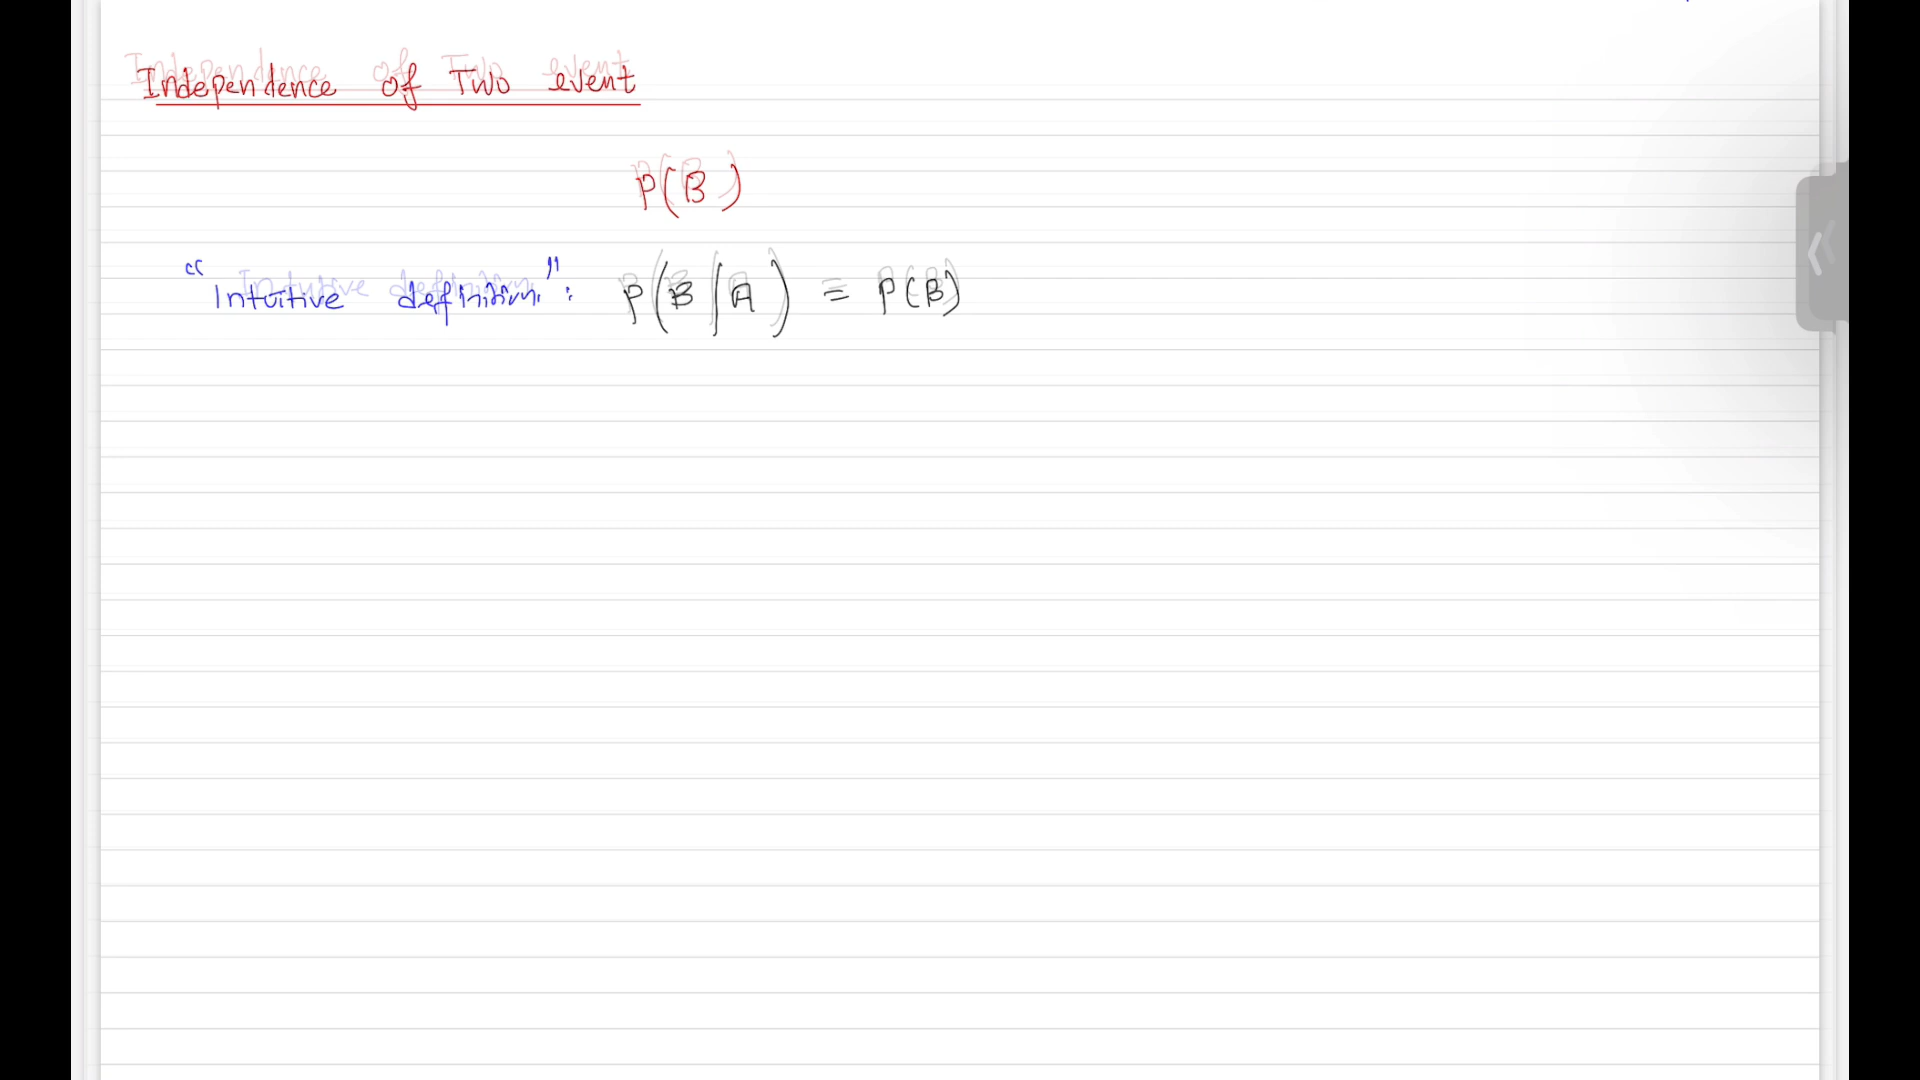 Independence of Two event
P(B)
"Intuitive definition": P(B|A) = P(B)